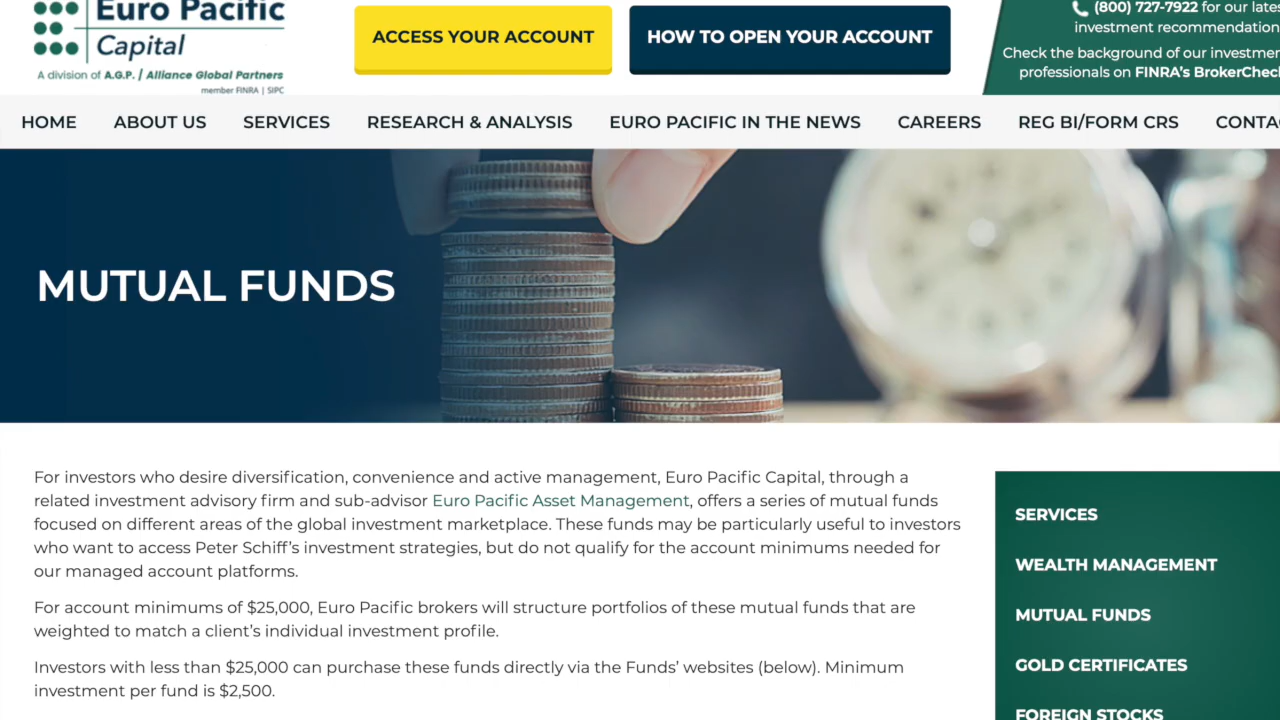 Euro Pacific
Capital
A division of A.G.P. / Alliance Global Partners
member FINRA | SIPC
ACCESS YOUR ACCOUNT
HOW TO OPEN YOUR ACCOUNT
(800) 727-7922 for our
investment recommendation
Check the background of our
professionals on FINRA's
HOME ABOUT US SERVICES RESEARCH & ANALYSIS EURO PACIFIC IN THE NEWS CAREERS REG BI/FORM CRS
MUTUAL FUNDS
For investors who desire diversification, convenience and active management, Euro Pacific Capital, through a
related investment advisory firm and sub-advisor Euro Pacific Asset Management, offers a series of mutual funds
focused on different areas of the global investment marketplace. These funds may be particularly useful to investors
who want to access Peter Schiff's investment strategies, but do not qualify for the account minimums needed for
our managed account platforms.
For account minimums of $25,000, Euro Pacific brokers will structure portfolios of these mutual funds that are
weighted to match a client's individual investment profile.
Investors with less than $25,000 can purchase these funds directly via the Funds' websites (below). Minimum
investment per fund is $2,500.
SERVICES
WEALTH MANAGEMENT
MUTUAL FUNDS
GOLD CERTIFICATES
FOREIGN STOCKS